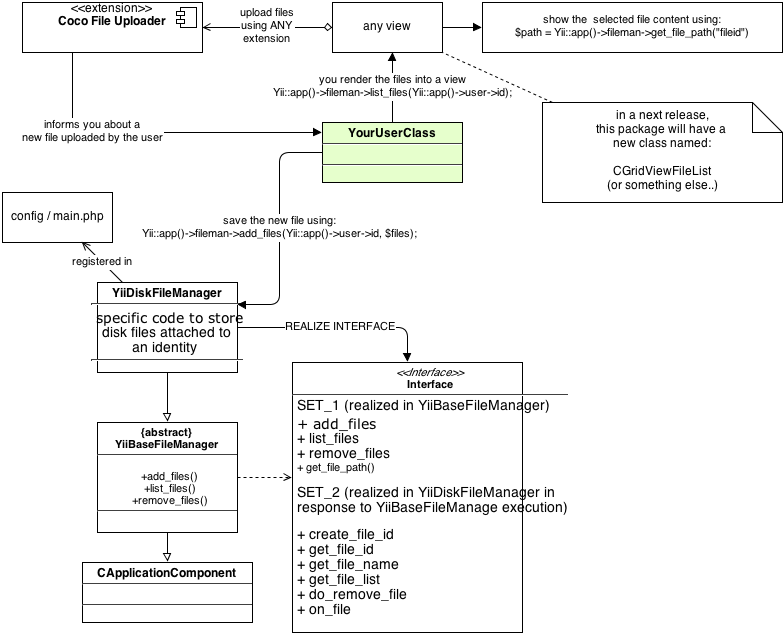 <<extension>>
Coco File Uploader
upload files
using ANY
extension
any view
show the selected file content using:
$path = Yii::app()->fileman->get_file_path("fileid")
you render the files into a view
Yii::app()->fileman->list_files(Yii::app()->user->id);
informs you about a
new file uploaded by the user
YourUserClass
in a next release,
this package will have a
new class named:
CGridViewFileList
(or something else..)
config / main.php
save the new file using:
Yii::app()->fileman->add_files(Yii::app()->user->id, $files);
registered in
YiiDiskFileManager
specific code to store
disk files attached to
an identity
REALIZE INTERFACE
<<Interface>>
Interface
SET_1 (realized in YiiBaseFileManager)
+ add_files
+ list_files
+ remove_files
+ get_file_path()
SET_2 (realized in YiiDiskFileManager in
response to YiiBaseFileManage execution)
+ create_file_id
+ get_file_id
+ get_file_name
+ get_file_list
+ do_remove_file
+ on_file
{abstract}
YiiBaseFileManager
+add_files()
+list_files()
+remove_files()
CApplicationComponent